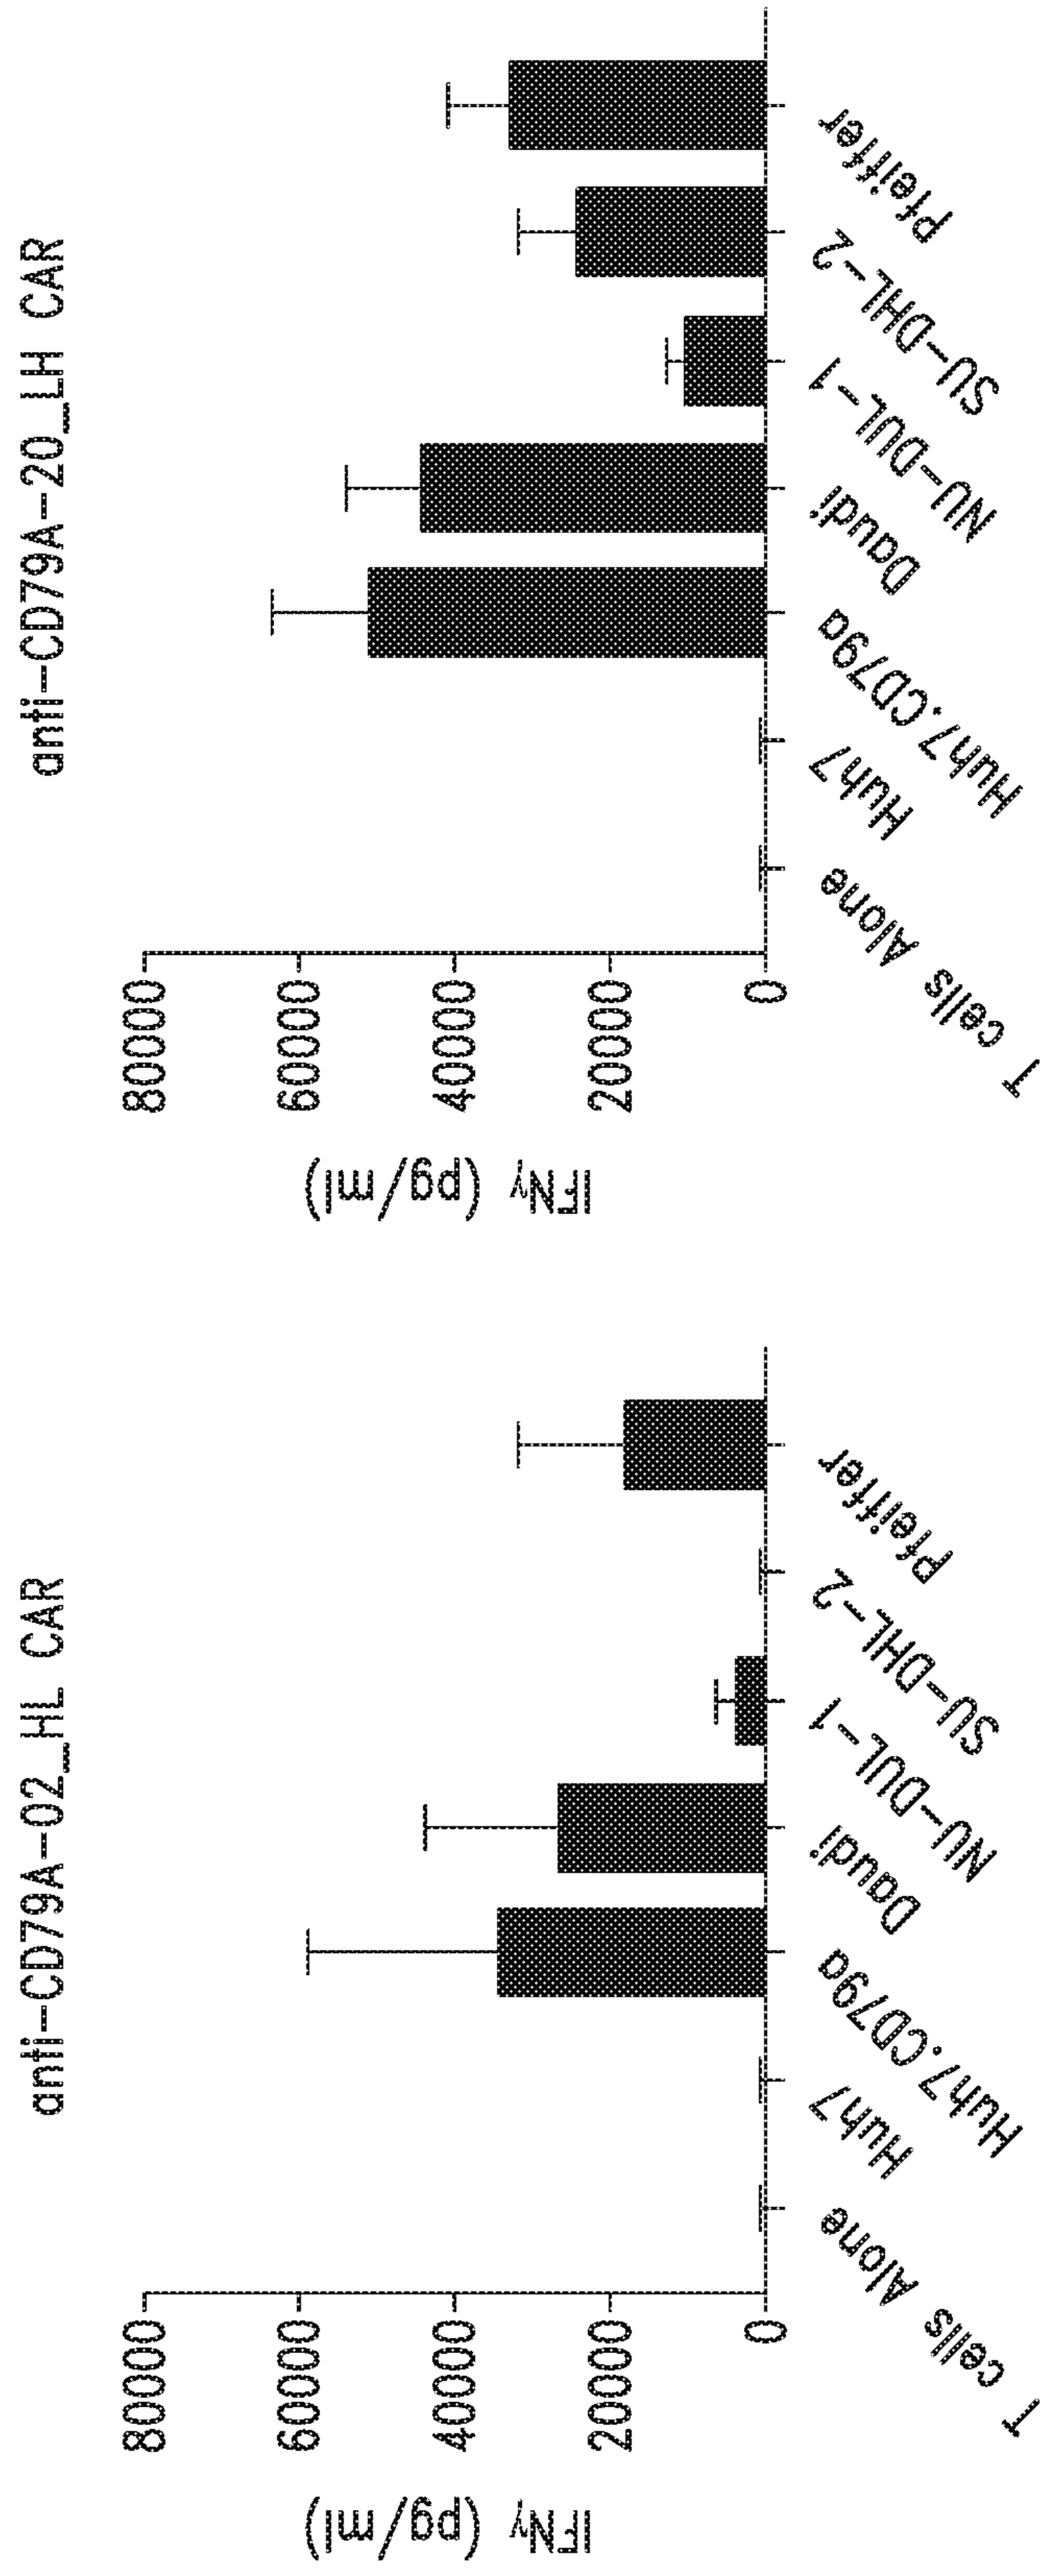 anti-CD79A-02_HL CAR
IFNγ (pg/ml)
80000
60000
40000
20000
0
T cells Alone
Huh7
Huh7.CD79a
Daudi
NU-DUL-1
SU-DHL-2
Pfeiffer
anti-CD79A-20_LH CAR
IFNγ (pg/ml)
80000
60000
40000
20000
0
T cells Alone
Huh7
Huh7.CD79a
Daudi
NU-DUL-1
SU-DHL-2
Pfeiffer